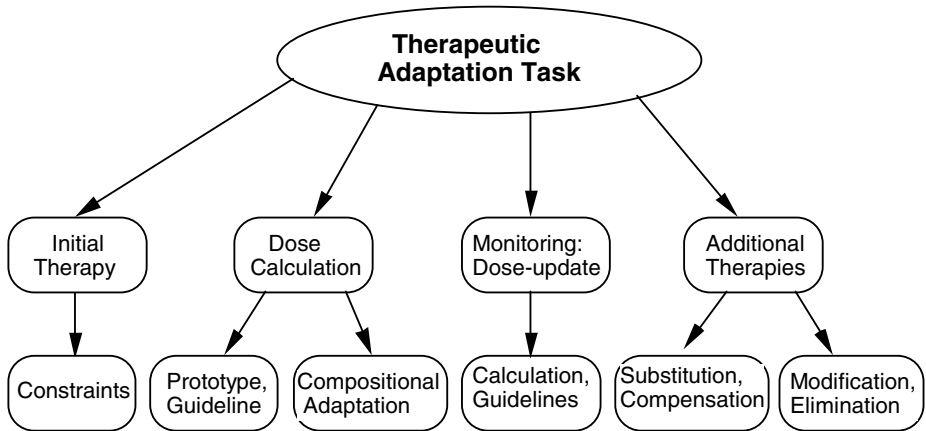 Therapeutic
Adaptation Task
Initial
Therapy
Dose
Calculation
Monitoring:
Dose-update
Additional
Therapies
Constraints
Prototype,
Guideline
Compositional
Adaptation
Calculation,
Guidelines
Substitution,
Compensation
Modification,
Elimination